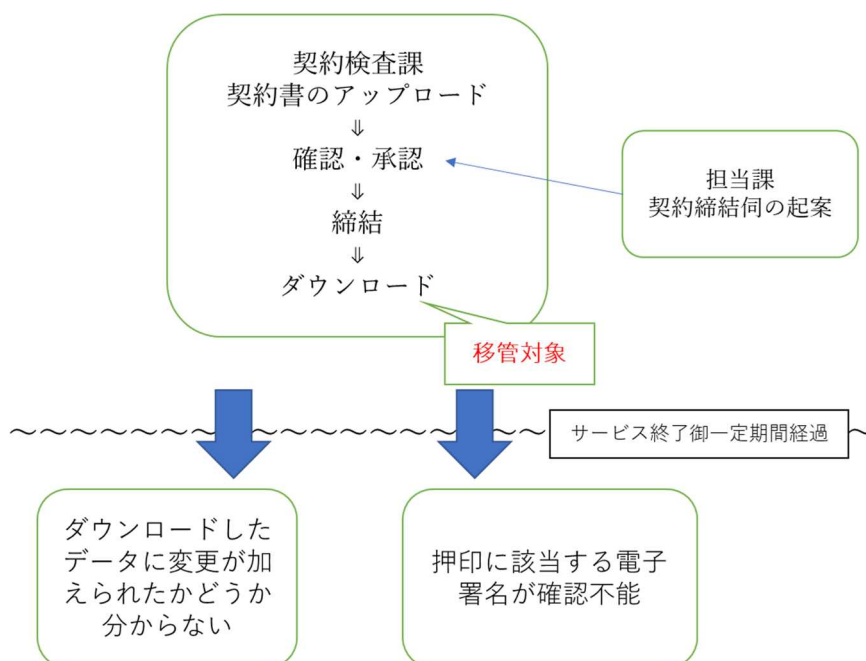 契約検査課
契約書のアップロード
⇓
確認・承認
⇓
締結
⇓
ダウンロード
担当課
契約締結伺の起案
移管対象
サービス終了御一定期間経過
ダウンロードした
データに変更が加
えられたかどうか
分からない
押印に該当する電子
署名が確認不能